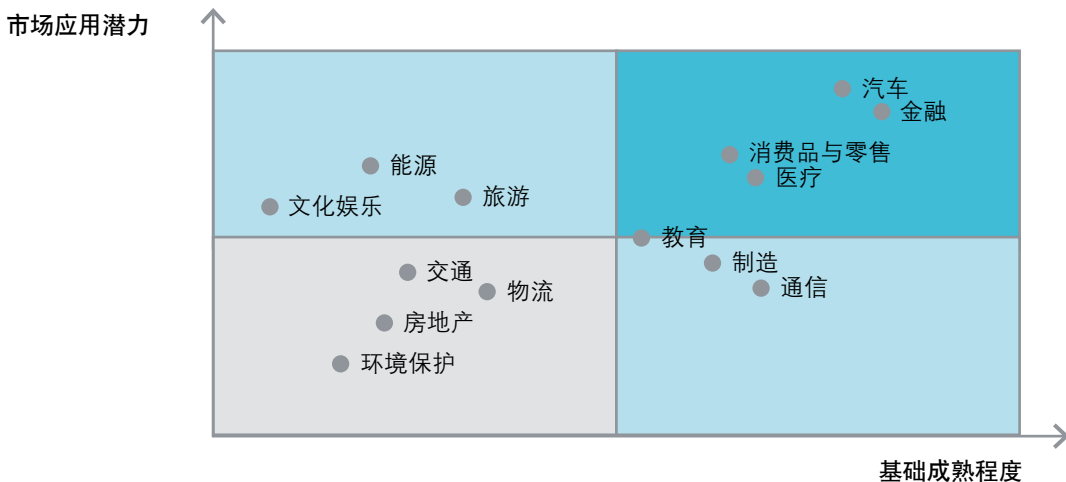 市场应用潜力
汽车
金融
消费品与零售
医疗
能源
旅游
文化娱乐
教育
制造
通信
交通
物流
房地产
环境保护
基础成熟程度